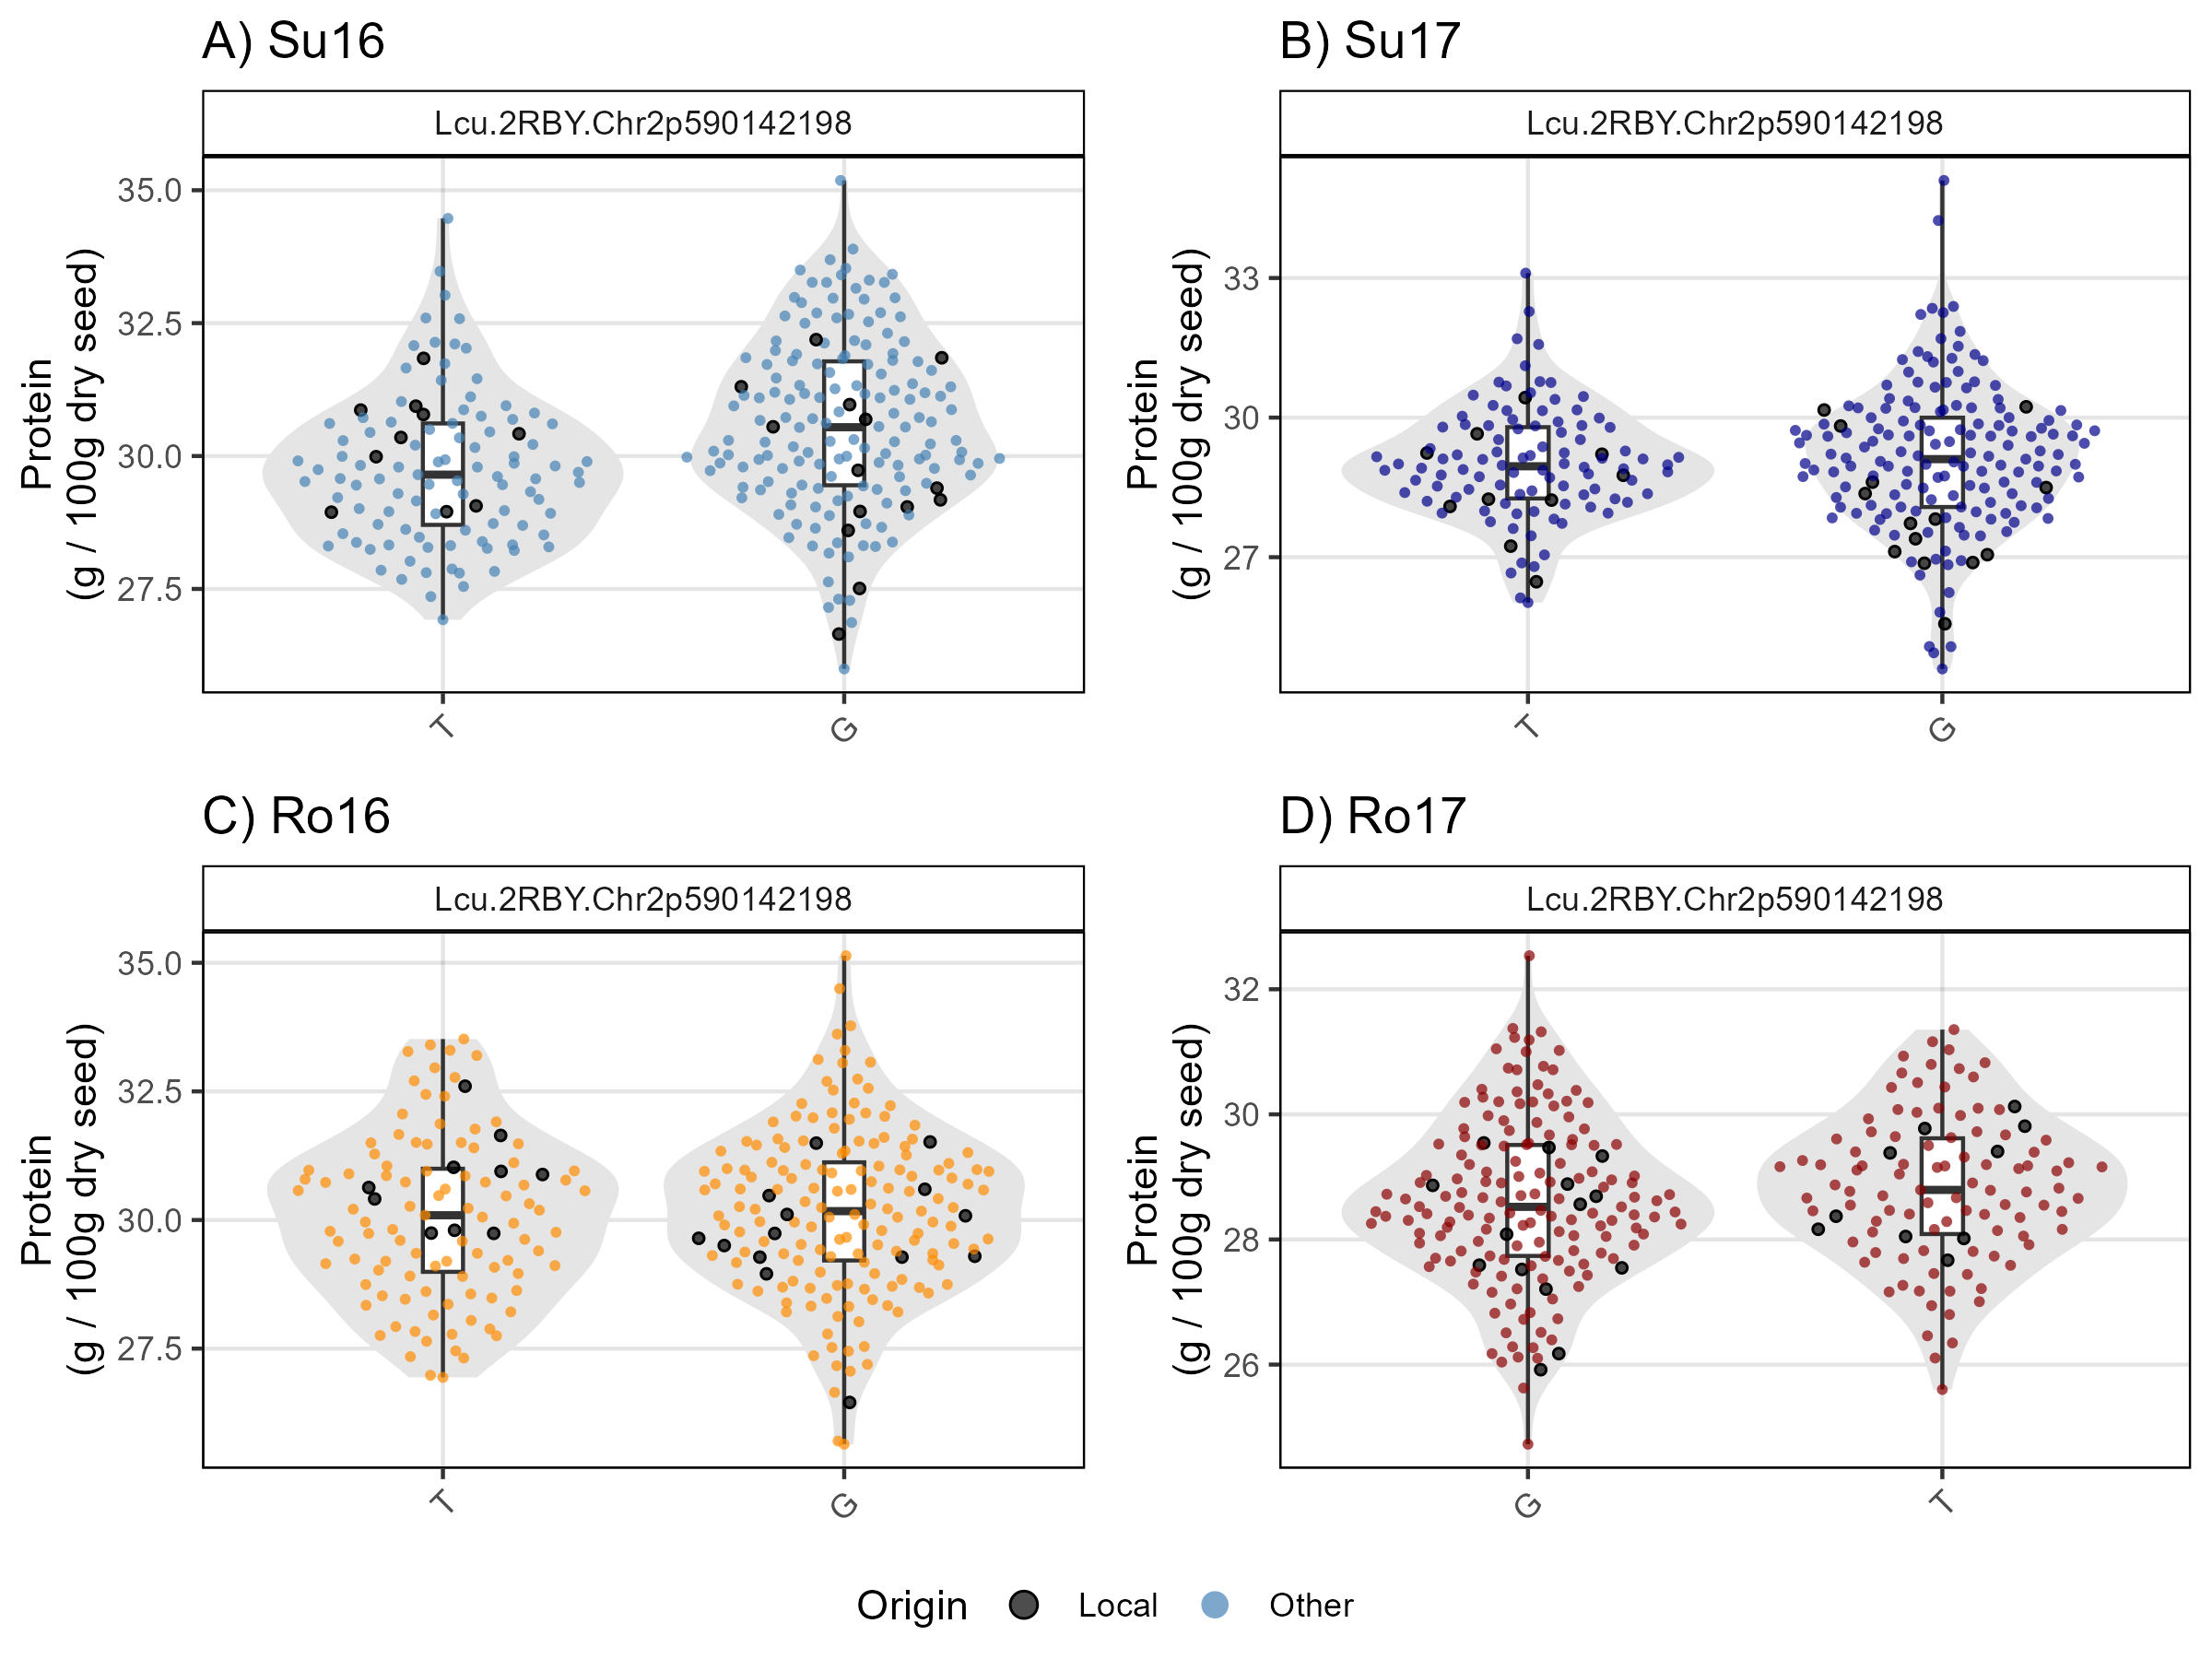 A) Su16
Lcu.2RBY.Chr2p590142198
Protein
(g / 100g dry seed)
35.0
32.5
30.0
27.5
T
G
B) Su17
Lcu.2RBY.Chr2p590142198
Protein
(g / 100g dry seed)
33
30
27
T
G
C) Ro16
Lcu.2RBY.Chr2p590142198
Protein
(g / 100g dry seed)
35.0
32.5
30.0
27.5
T
G
D) Ro17
Lcu.2RBY.Chr2p590142198
Protein
(g / 100g dry seed)
32
30
28
26
G
T
Origin Local Other